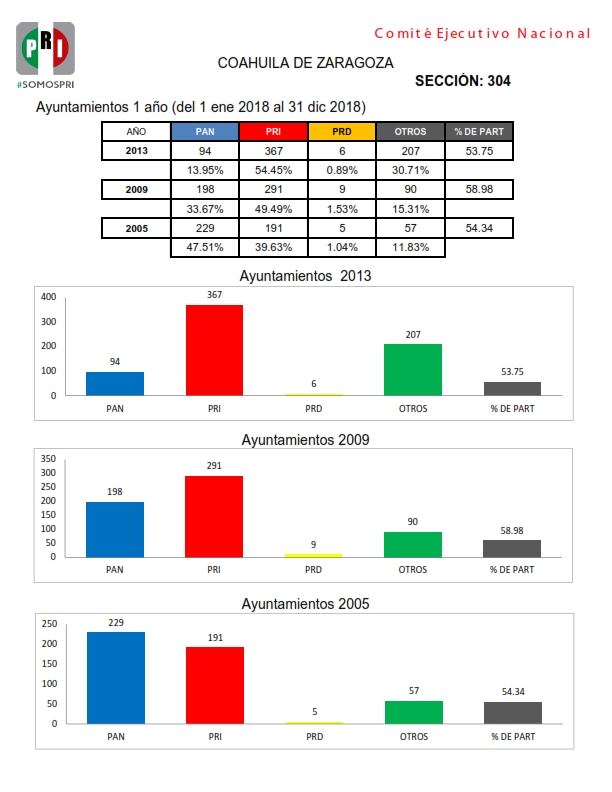 Comité Ejecutivo Nacional
PRI
#SOMOSPRI
COAHUILA DE ZARAGOZA
SECCIÓN: 304
Ayuntamientos 1 año (del 1 ene 2018 al 31 dic 2018)
AÑO PAN PRI PRD OTROS % DE PART
2013 94 367 6 207 53.75
13.95% 54.45% 0.89% 30.71%
2009 198 291 9 90 58.98
33.67% 49.49% 1.53% 15.31%
2005 229 191 5 57 54.34
47.51% 39.63% 1.04% 11.83%
Ayuntamientos 2013
400
300
200
100
0
94 367 6 207 53.75
PAN PRI PRD OTROS % DE PART
Ayuntamientos 2009
350
300
250
200
150
100
50
0
198 291 9 90 58.98
PAN PRI PRD OTROS % DE PART
Ayuntamientos 2005
250
200
150
100
50
0
229 191 5 57 54.34
PAN PRI PRD OTROS % DE PART